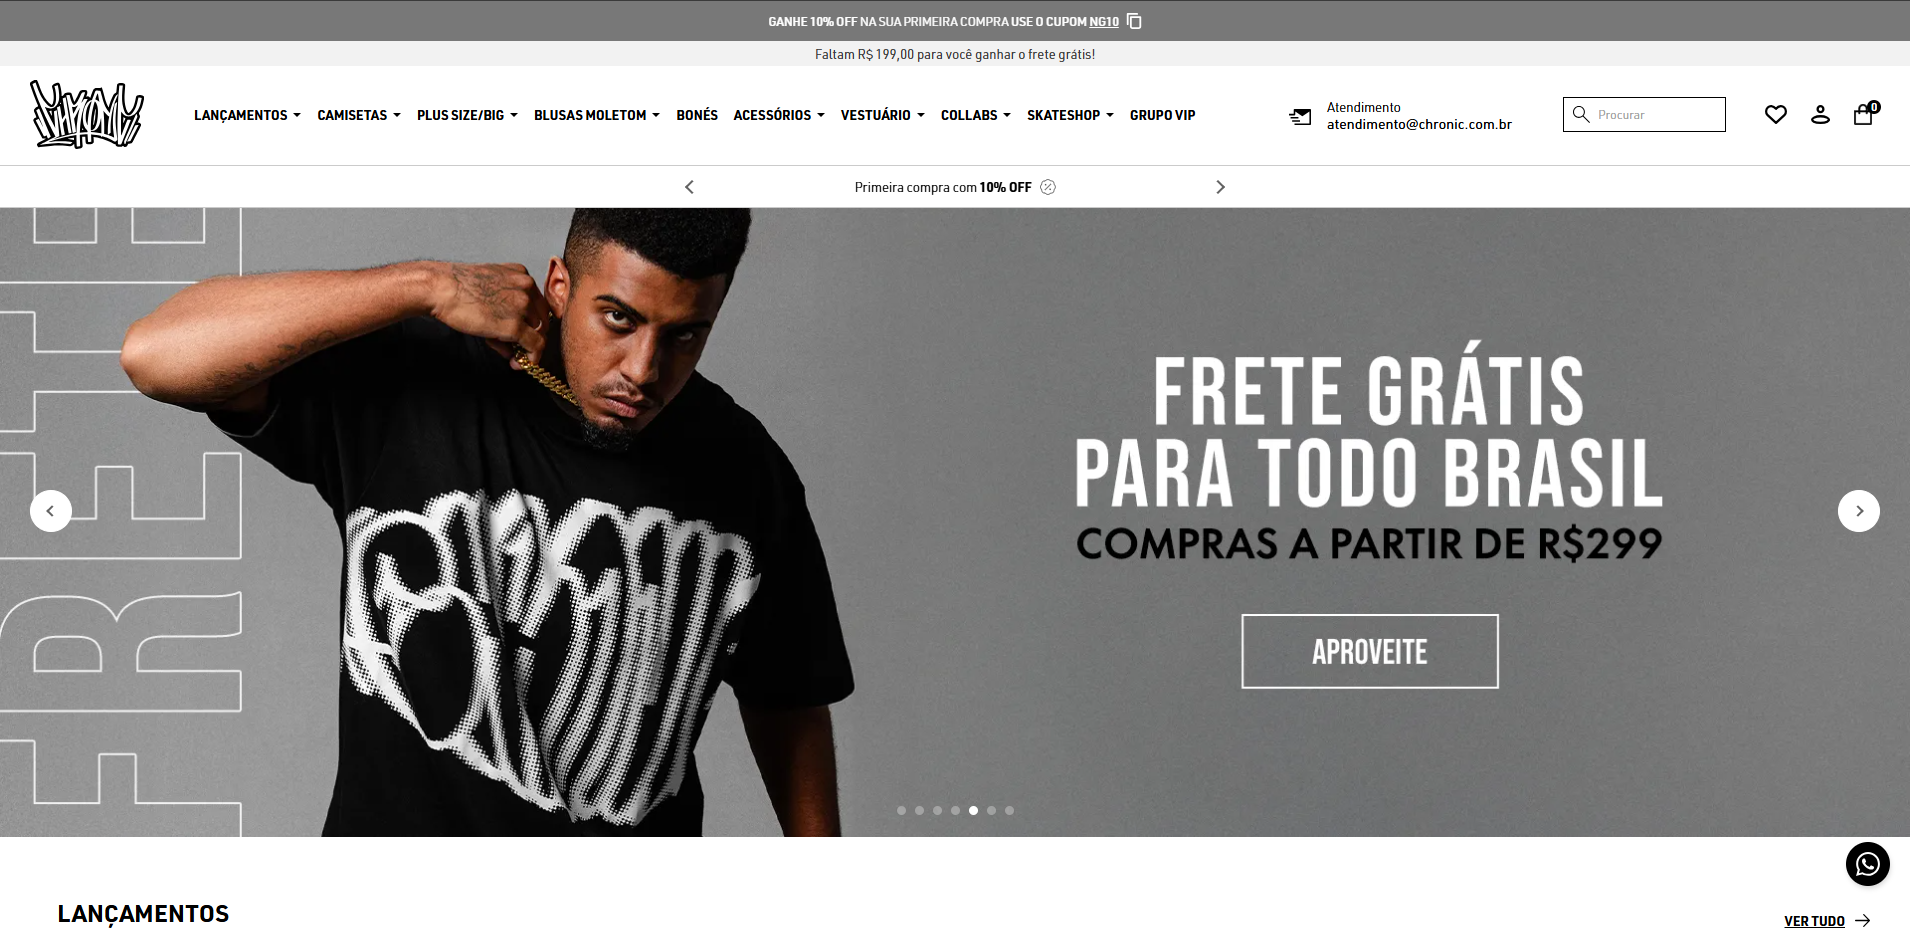 GANHE 10% OFF NA SUA PRIMEIRA COMPRA USE O CUPOM NG10
Faltam R$ 199,00 para você ganhar o frete grátis!
LANÇAMENTOS CAMISETAS PLUS SIZE/BIG BLUSAS MOLETOM BONÉS ACESSÓRIOS VESTUÁRIO COLLABS SKATESHOP GRUPO VIP
Atendimento
atendimento@chronic.com.br
Procurar
0
Primeira compra com 10% OFF
FRETE
FRETE GRÁTIS
PARA TODO BRASIL
COMPRAS A PARTIR DE R$299
APROVEITE
LANÇAMENTOS
VER TUDO